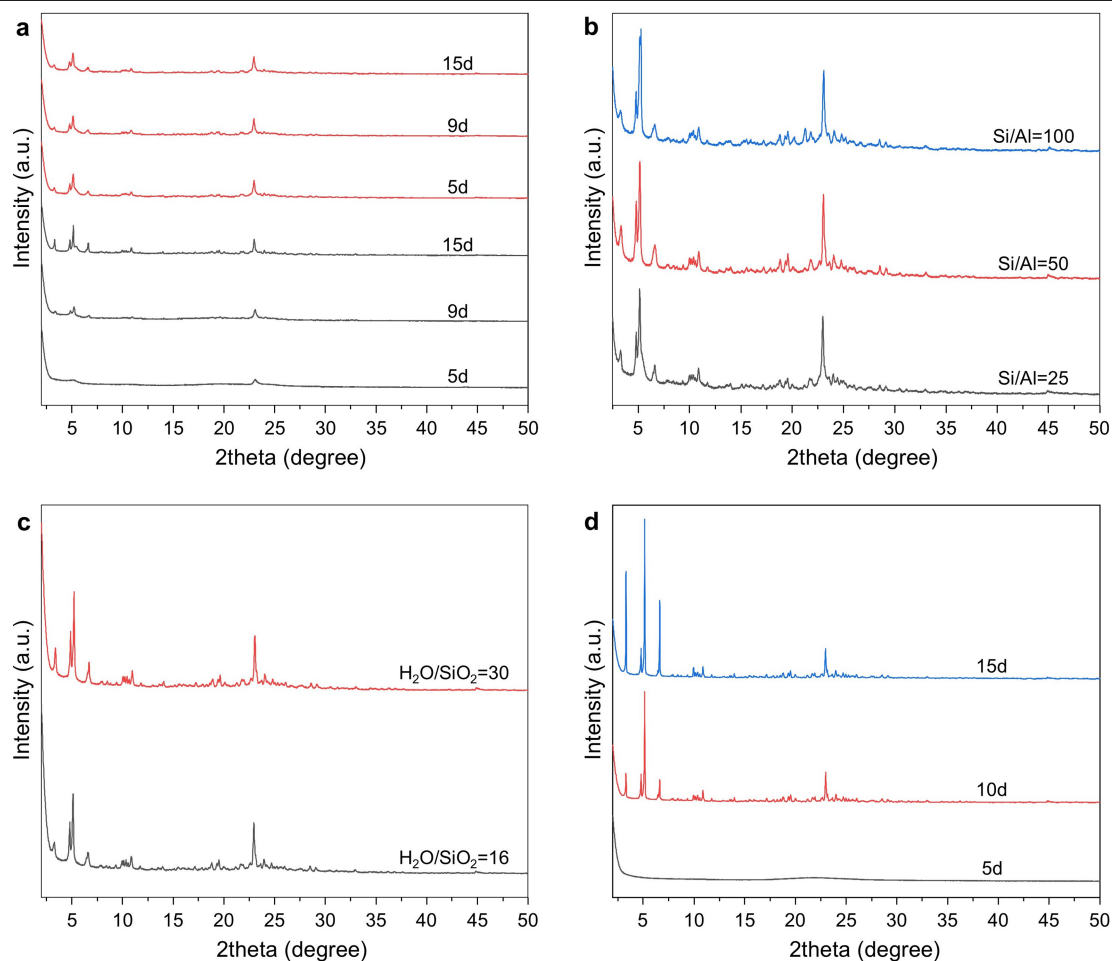 a
15d
9d
5d
15d
9d
5d
Intensity (a.u.)
5 10 15 20 25 30 35 40 45 50
2theta (degree)
b
Si/Al=100
Si/Al=50
Si/Al=25
Intensity (a.u.)
5 10 15 20 25 30 35 40 45 50
2theta (degree)
c
H₂O/SiO₂=30
H₂O/SiO₂=16
Intensity (a.u.)
5 10 15 20 25 30 35 40 45 50
2theta (degree)
d
15d
10d
5d
Intensity (a.u.)
5 10 15 20 25 30 35 40 45 50
2theta (degree)